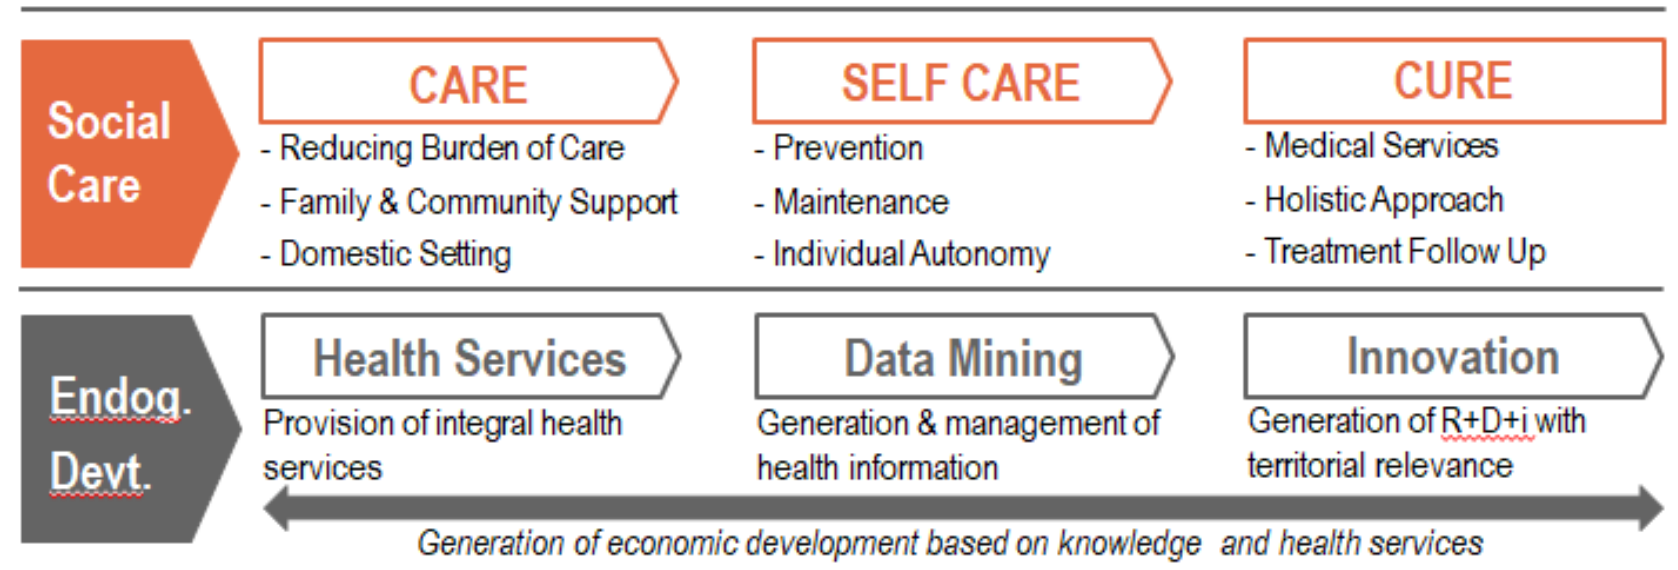 Social
Care
CARE
- Reducing Burden of Care
- Family & Community Support
- Domestic Setting
SELF CARE
- Prevention
- Maintenance
- Individual Autonomy
CURE
- Medical Services
- Holistic Approach
- Treatment Follow Up
Endog.
Devt.
Health Services
Provision of integral health
services
Data Mining
Generation & management of
health information
Innovation
Generation of R+D+i with
territorial relevance
Generation of economic development based on knowledge and health services